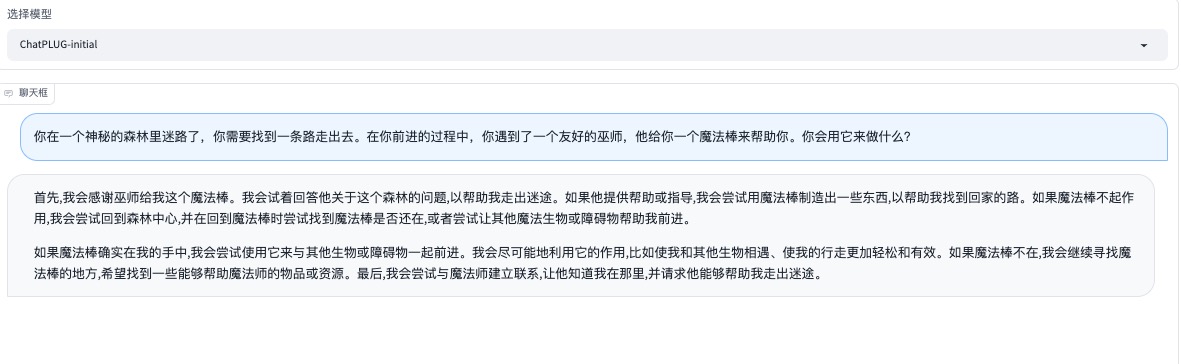 选择模型
ChatPLUG-initial
聊天框
你在一个神秘的森林里迷路了，你需要找到一条路走出去。在你前进的过程中，你遇到了一个友好的巫师，他给你一个魔法棒来帮助你。你会用它来做什么?
首先,我会感谢巫师给我这个魔法棒。我会试着回答他关于这个森林的问题,以帮助我走出迷途。如果他提供帮助或指导,我会尝试用魔法棒制造出一些东西,以帮助我找到回家的路。如果魔法棒不起作
用,我会尝试回到森林中心,并在回到魔法棒时尝试找到魔法棒是否还在,或者尝试让其他魔法生物或障碍物帮助我前进。
如果魔法棒确实在我的手中,我会尝试使用它来与其他生物或障碍物一起前进。我会尽可能地利用它的作用,比如使我和其他生物相遇、使我的行走更加轻松和有效。如果魔法棒不在,我会继续寻找魔
法棒的地方,希望找到一些能够帮助魔法师的物品或资源。最后,我会尝试与魔法师建立联系,让他知道我在那里,并请求他能够帮助我走出迷途。